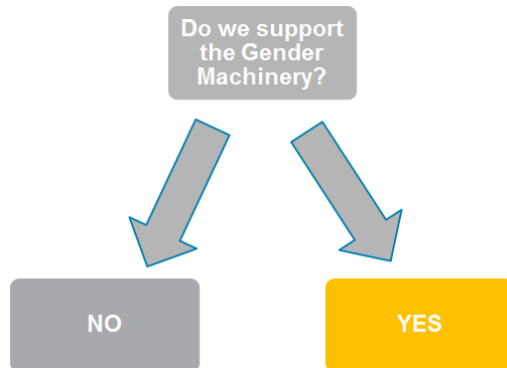 Do we support
the Gender
Machinery?
NO
YES